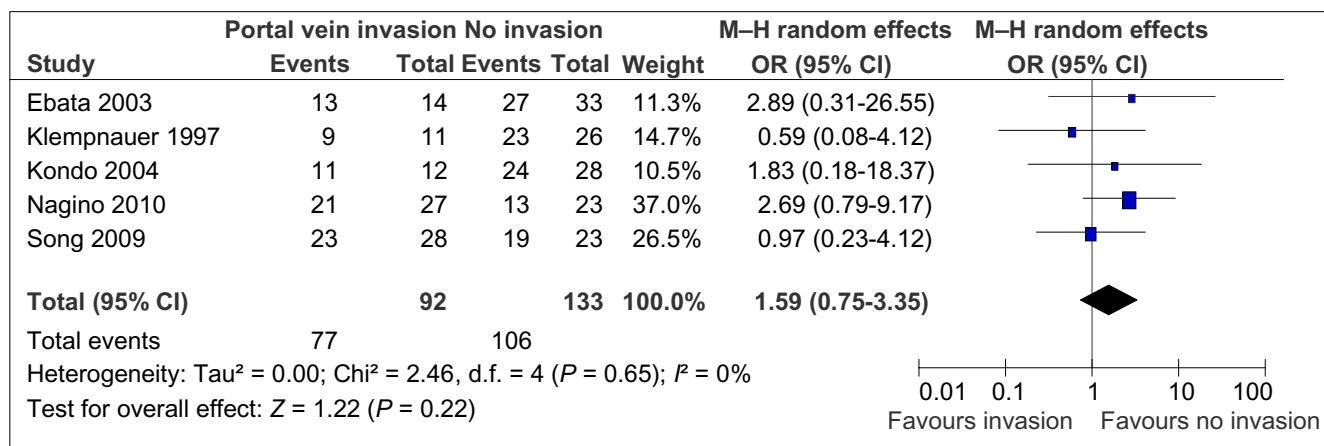 Portal vein invasion No invasion M–H random effects M–H random effects
Study Events Total Events Total Weight OR (95% CI) OR (95% CI)
Ebata 2003 13 14 27 33 11.3% 2.89 (0.31-26.55)
Klempnauer 1997 9 11 23 26 14.7% 0.59 (0.08-4.12)
Kondo 2004 11 12 24 28 10.5% 1.83 (0.18-18.37)
Nagino 2010 21 27 13 23 37.0% 2.69 (0.79-9.17)
Song 2009 23 28 19 23 26.5% 0.97 (0.23-4.12)
Total (95% CI) 92 133 100.0% 1.59 (0.75-3.35)
Total events 77 106
Heterogeneity: Tau² = 0.00; Chi² = 2.46, d.f. = 4 (P = 0.65); I² = 0%
Test for overall effect: Z = 1.22 (P = 0.22)
0.01 0.1 1 10 100
Favours invasion Favours no invasion